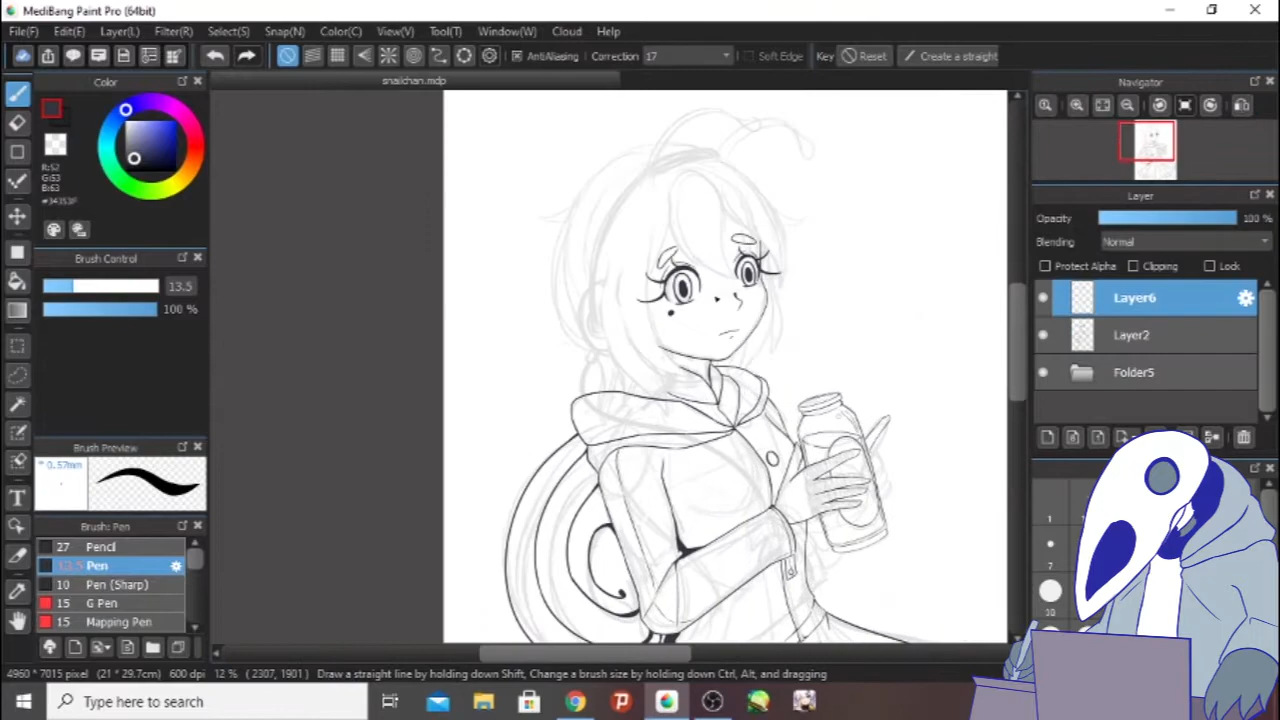 MediBang Paint Pro (64bit)
File(F) Edit(E) Layer(L) Filter(R) Select(S) Snap(N) Color(C) View(V) Tool(T) Window(W) Cloud Help
AntiAliasing Correction 17 Soft Edge Key Reset Create a straight
snailchan.mdp
Color
R:52
G:53
B:63
#34353F
Brush Control
13.5
100 %
Brush Preview
0.57mm
Brush: Pen
27 Pencil
13.5 Pen
10 Pen (Sharp)
15 G Pen
15 Mapping Pen
Navigator
Layer
Opacity 100 %
Blending Normal
Protect Alpha Clipping Lock
Layer6
Layer2
Folder5
1
7
10
4960 * 7015 pixel (21 * 29.7cm) 600 dpi 12 % (2307, 1901) Draw a straight line by holding down Shift, Change a brush size by holding down Ctrl, Alt, and dragging
Type here to search